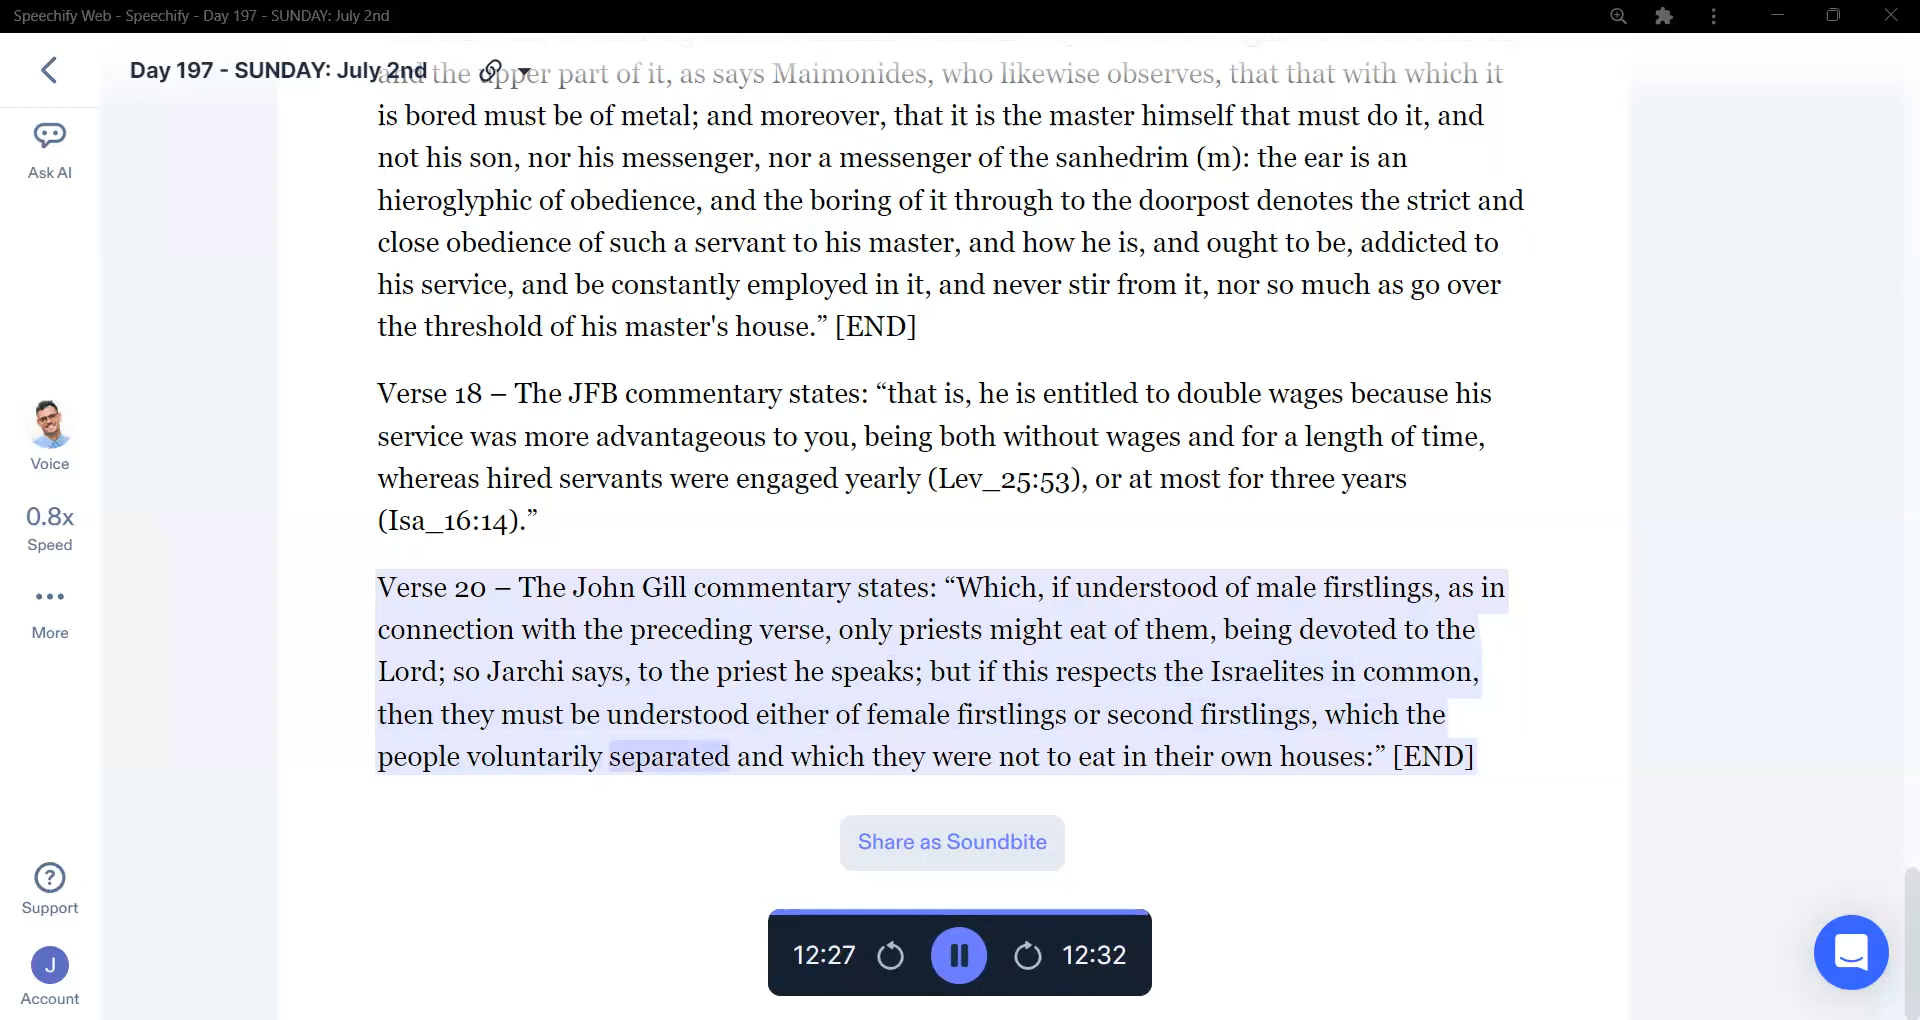 Speechify Web - Speechify - Day 197 - SUNDAY: July 2nd
Day 197 - SUNDAY: July 2nd
Ask AI
Voice
0.8x
Speed
More
Support
J
Account
and the upper part of it, as says Maimonides, who likewise observes, that that with which it
is bored must be of metal; and moreover, that it is the master himself that must do it, and
not his son, nor his messenger, nor a messenger of the sanhedrim (m): the ear is an
hieroglyphic of obedience, and the boring of it through to the doorpost denotes the strict and
close obedience of such a servant to his master, and how he is, and ought to be, addicted to
his service, and be constantly employed in it, and never stir from it, nor so much as go over
the threshold of his master's house.” [END]
Verse 18 – The JFB commentary states: “that is, he is entitled to double wages because his
service was more advantageous to you, being both without wages and for a length of time,
whereas hired servants were engaged yearly (Lev_25:53), or at most for three years
(Isa_16:14).”
Verse 20 – The John Gill commentary states: “Which, if understood of male firstlings, as in
connection with the preceding verse, only priests might eat of them, being devoted to the
Lord; so Jarchi says, to the priest he speaks; but if this respects the Israelites in common,
then they must be understood either of female firstlings or second firstlings, which the
people voluntarily separated and which they were not to eat in their own houses:” [END]
Share as Soundbite
12:27
12:32